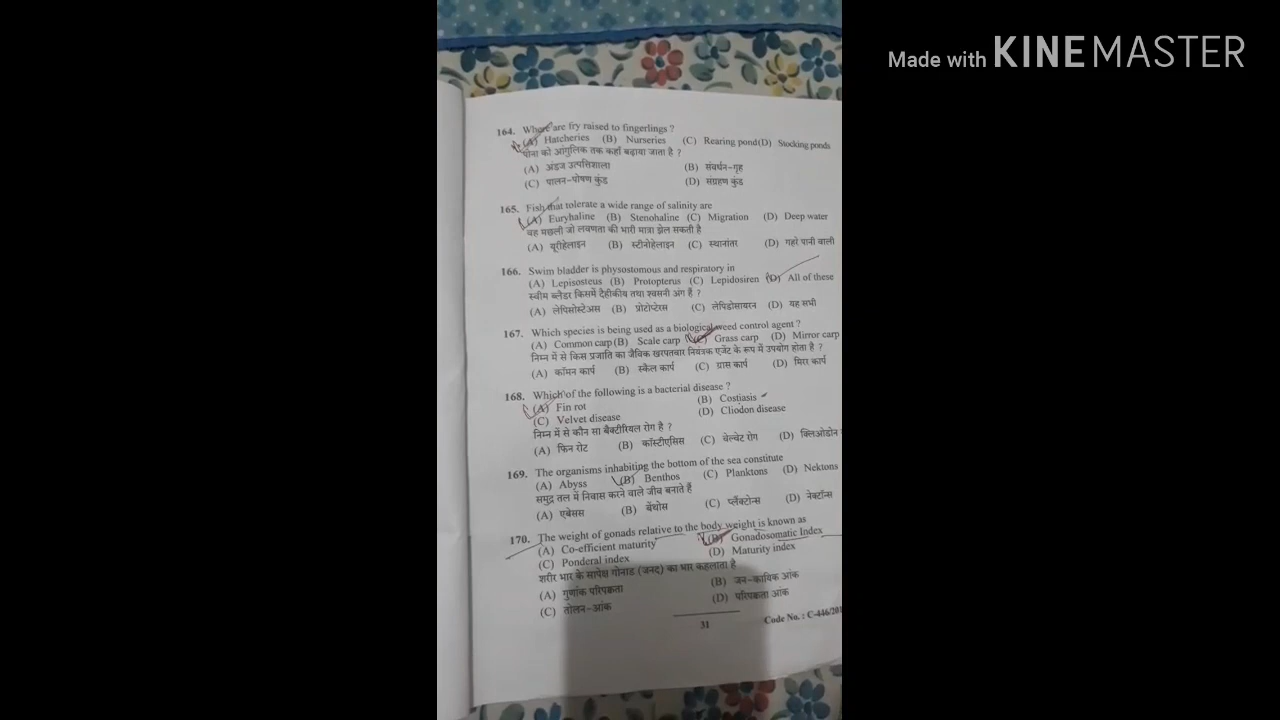 Made with KINEMASTER
164. Where are fry raised to fingerlings ?
(A) Hatcheries (B) Nurseries (C) Rearing pond (D) Stocking ponds
पोना को आंगुलिक तक कहाँ बढ़ाया जाता है ?
(A) अंडज उत्पत्तिशाला (B) संवर्धन-गृह
(C) पालन-पोषण कुंड (D) संग्रहण कुंड
165. Fish that tolerate a wide range of salinity are
(A) Euryhaline (B) Stenohaline (C) Migration (D) Deep water
वह मछली जो लवणता की भारी मात्रा झेल सकती है
(A) यूरीहेलाइन (B) स्टीनोहेलाइन (C) स्थानांतर (D) गहरे पानी वाली
166. Swim bladder is physostomous and respiratory in
(A) Lepisosteus (B) Protopterus (C) Lepidosiren (D) All of these
स्वीम ब्लैडर किसमें दैहीकीय तथा श्वसनी अंग है ?
(A) लेपिसोस्टेअस (B) प्रोटोप्टेरस (C) लेपिडोसायरन (D) यह सभी
167. Which species is being used as a biological weed control agent ?
(A) Common carp (B) Scale carp (C) Grass carp (D) Mirror carp
निम्न में से किस प्रजाति का जैविक खरपतवार नियंत्रक एजेंट के रूप में उपयोग होता है ?
(A) कॉमन कार्प (B) स्कैल कार्प (C) ग्रास कार्प (D) मिरर कार्प
168. Which of the following is a bacterial disease ?
(A) Fin rot (B) Costiasis
(C) Velvet disease (D) Cliodon disease
निम्न में से कौन सा बैक्टीरियल रोग है ?
(A) फिन रोट (B) कॉस्टीएसिस (C) वेल्वेट रोग (D) क्लिओडोन
169. The organisms inhabiting the bottom of the sea constitute
(A) Abyss (B) Benthos (C) Planktons (D) Nektons
समुद्र तल में निवास करने वाले जीव बनाते हैं
(A) एबेसस (B) बेंथोस (C) प्लैंक्टोन्स (D) नेक्टॉन्स
170. The weight of gonads relative to the body weight is known as
(A) Co-efficient maturity (B) Gonadosomatic Index
(C) Ponderal index (D) Maturity index
शरीर भार के सापेक्ष गोनाड (जनद) का भार कहलाता है
(A) गुणांक परिपक्वता (B) जन-कायिक आंक
(C) तोलन-आंक (D) परिपक्वता आंक
31 Code No. : C-446/201